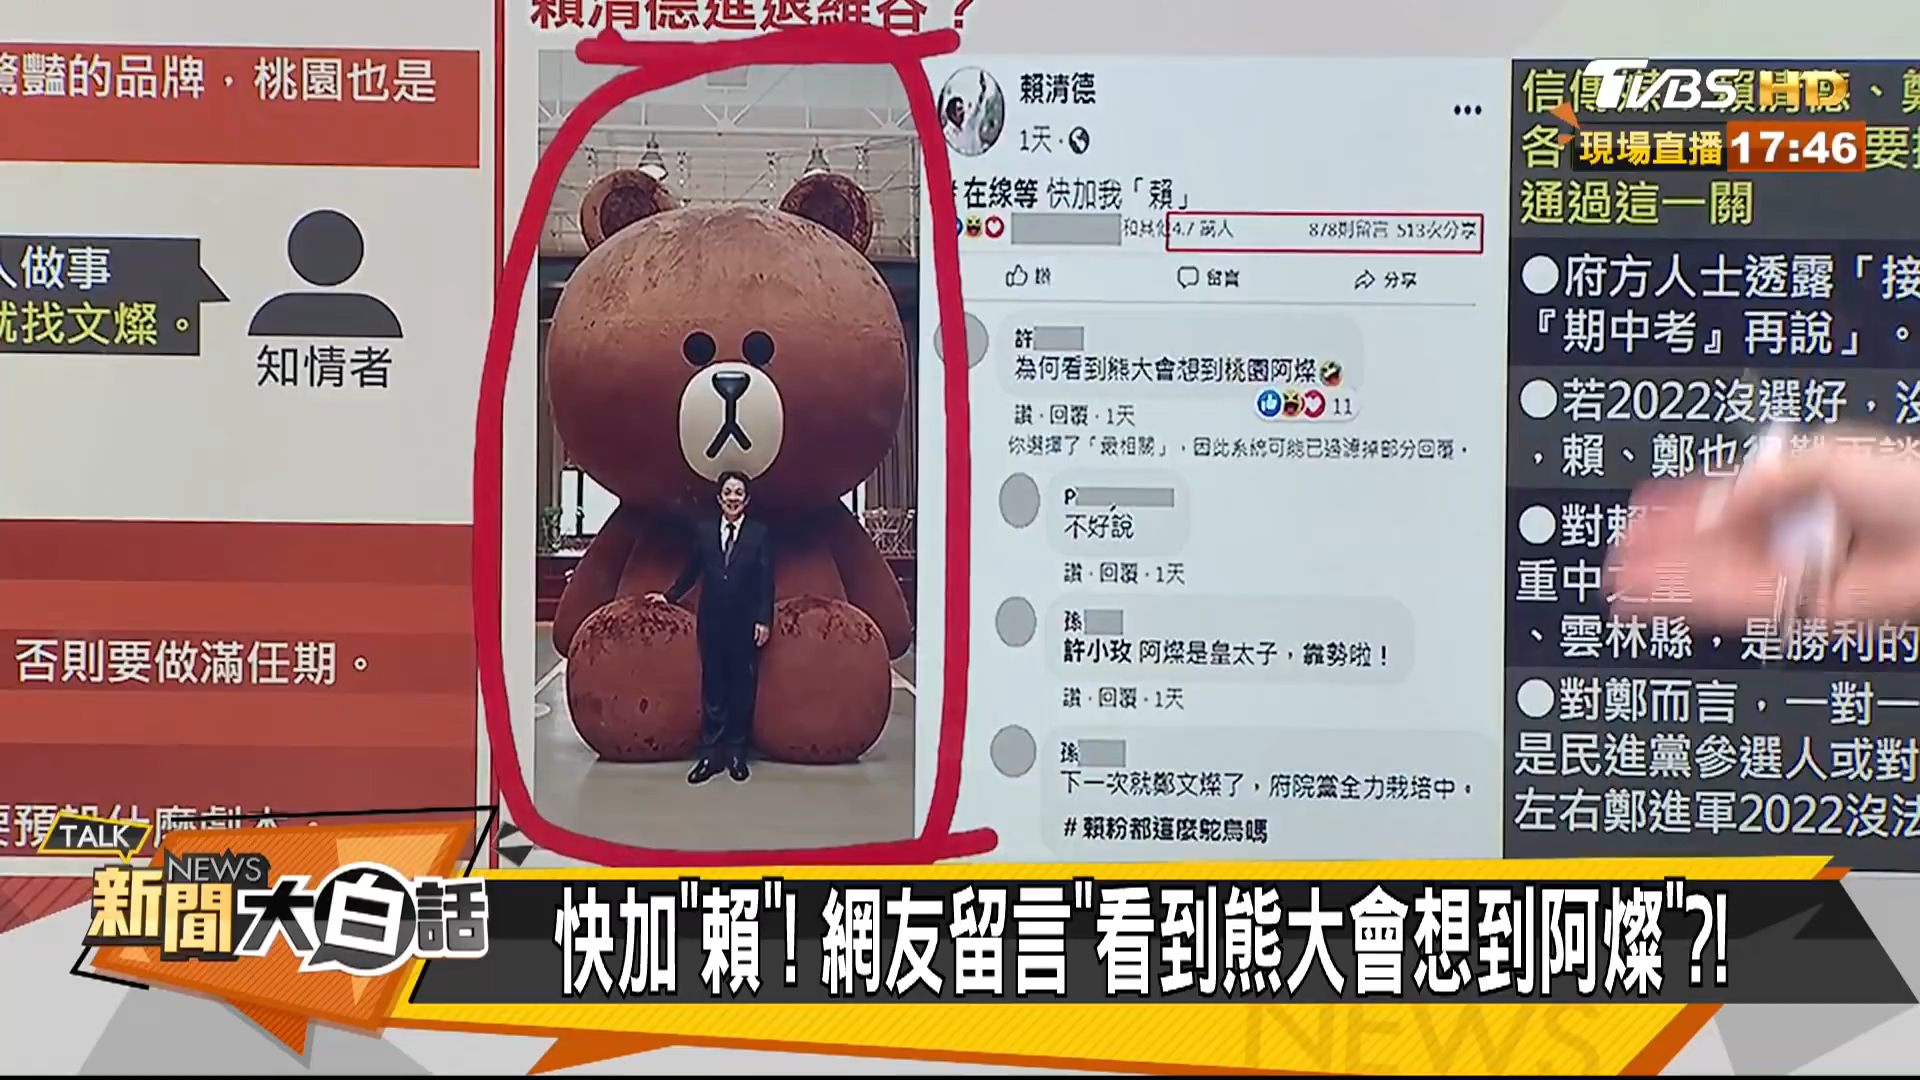 賴清德進退維谷？
驚豔的品牌，桃園也是
人做事
就找文燦。
知情者
否則要做滿任期。
賴清德
1天
在線等 快加我「賴」
4.7 萬人
878則留言 513次分享
讚
留言
分享
許
為何看到熊大會想到桃園阿燦
11
讚·回覆·1天
你選擇了「最相關」，因此系統可能已過濾掉部分回覆。
P
不好說
讚·回覆·1天
孫
許小玫 阿燦是皇太子，靠勢啦！
讚·回覆·1天
孫
下一次就鄭文燦了，府院黨全力栽培中。
#賴粉都這麼鴕鳥嗎
TVBS HD
現場直播 17:46
通過這一關
●府方人士透露「接
『期中考』再說」。
●若2022沒選好，沒
，賴、鄭也
●對賴
重中之重
、雲林縣，是勝利的
●對鄭而言，一對一
是民進黨參選人或對
左右鄭進軍2022沒法
TALK
NEWS
新聞大白話
快加"賴"! 網友留言"看到熊大會想到阿燦"?!
NEWS